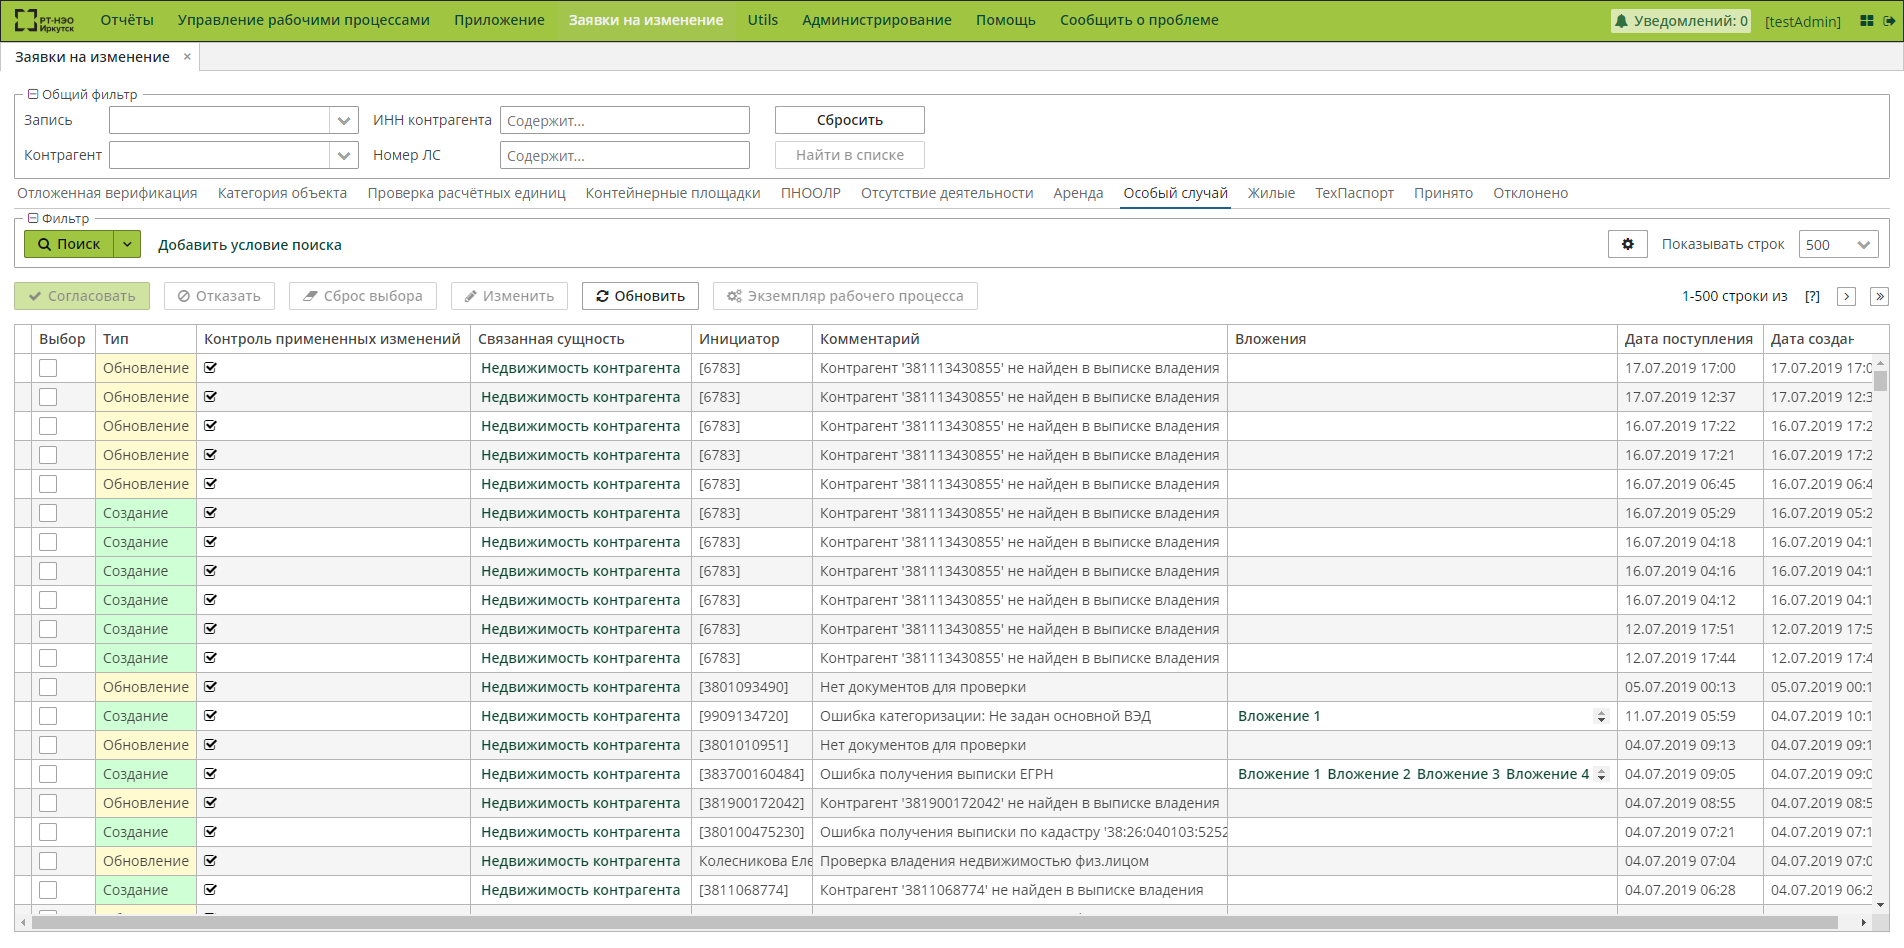 РТ-НЭО Иркутск
Отчёты Управление рабочими процессами Приложение Заявки на изменение Utils Администрирование Помощь Сообщить о проблеме Уведомлений: 0 [testAdmin]
Заявки на изменение ×
Общий фильтр
Запись ИНН контрагента Содержит... Сбросить
Контрагент Номер ЛС Содержит... Найти в списке
Отложенная верификация Категория объекта Проверка расчётных единиц Контейнерные площадки ПНООЛР Отсутствие деятельности Аренда Особый случай Жилые ТехПаспорт Принято Отклонено
Фильтр
Поиск Добавить условие поиска Показывать строк 500
Согласовать Отказать Сброс выбора Изменить Обновить Экземпляр рабочего процесса 1-500 строки из [?]
Выбор Тип Контроль примененных изменений Связанная сущность Инициатор Комментарий Вложения Дата поступления Дата создан
Обновление Недвижимость контрагента [6783] Контрагент '381113430855' не найден в выписке владения 17.07.2019 17:00 17.07.2019 17:0
Обновление Недвижимость контрагента [6783] Контрагент '381113430855' не найден в выписке владения 17.07.2019 12:37 17.07.2019 12:3
Обновление Недвижимость контрагента [6783] Контрагент '381113430855' не найден в выписке владения 16.07.2019 17:22 16.07.2019 17:2
Обновление Недвижимость контрагента [6783] Контрагент '381113430855' не найден в выписке владения 16.07.2019 17:21 16.07.2019 17:2
Обновление Недвижимость контрагента [6783] Контрагент '381113430855' не найден в выписке владения 16.07.2019 06:45 16.07.2019 06:4
Создание Недвижимость контрагента [6783] Контрагент '381113430855' не найден в выписке владения 16.07.2019 05:29 16.07.2019 05:2
Создание Недвижимость контрагента [6783] Контрагент '381113430855' не найден в выписке владения 16.07.2019 04:18 16.07.2019 04:1
Создание Недвижимость контрагента [6783] Контрагент '381113430855' не найден в выписке владения 16.07.2019 04:16 16.07.2019 04:1
Создание Недвижимость контрагента [6783] Контрагент '381113430855' не найден в выписке владения 16.07.2019 04:12 16.07.2019 04:1
Создание Недвижимость контрагента [6783] Контрагент '381113430855' не найден в выписке владения 12.07.2019 17:51 12.07.2019 17:5
Создание Недвижимость контрагента [6783] Контрагент '381113430855' не найден в выписке владения 12.07.2019 17:44 12.07.2019 17:4
Обновление Недвижимость контрагента [3801093490] Нет документов для проверки 05.07.2019 00:13 05.07.2019 00:1
Создание Недвижимость контрагента [9909134720] Ошибка категоризации: Не задан основной ВЭД Вложение 1 11.07.2019 05:59 04.07.2019 10:1
Обновление Недвижимость контрагента [3801010951] Нет документов для проверки 04.07.2019 09:13 04.07.2019 09:1
Создание Недвижимость контрагента [383700160484] Ошибка получения выписки ЕГРН Вложение 1 Вложение 2 Вложение 3 Вложение 4 04.07.2019 09:05 04.07.2019 09:0
Обновление Недвижимость контрагента [381900172042] Контрагент '381900172042' не найден в выписке владения 04.07.2019 08:55 04.07.2019 08:5
Создание Недвижимость контрагента [380100475230] Ошибка получения выписки по кадастру '38:26:040103:5252 04.07.2019 07:21 04.07.2019 07:1
Обновление Недвижимость контрагента Колесникова Еле Проверка владения недвижимостью физ.лицом 04.07.2019 07:04 04.07.2019 07:0
Создание Недвижимость контрагента [3811068774] Контрагент '3811068774' не найден в выписке владения 04.07.2019 06:28 04.07.2019 06:2